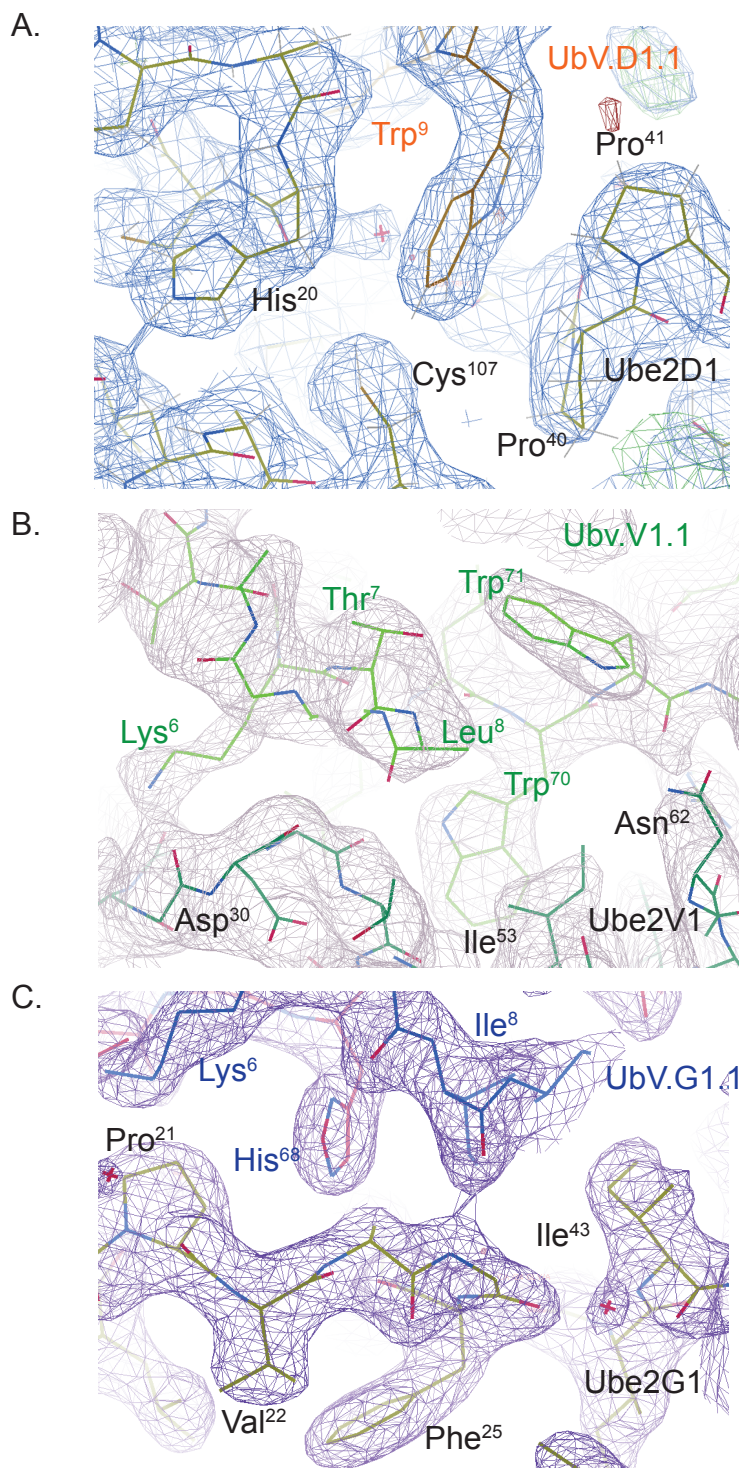 A.
UbV.D1.1
Trp⁹
Pro⁴¹
His²⁰
Cys¹⁰⁷
Ube2D1
Pro⁴⁰
B.
Ubv.V1.1
Trp⁷¹
Thr⁷
Lys⁶
Leu⁸
Trp⁷⁰
Asn⁶²
Asp³⁰
Ile⁵³
Ube2V1
C.
Ile⁸
Lys⁶
UbV.G1.1
Pro²¹
His⁶⁸
Ile⁴³
Ube2G1
Val²²
Phe²⁵